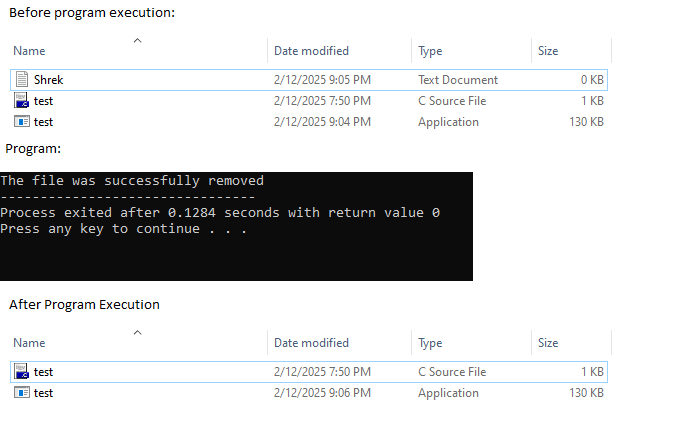 Before program execution:
Name Date modified Type Size
Shrek 2/12/2025 9:05 PM Text Document 0 KB
test 2/12/2025 7:50 PM C Source File 1 KB
test 2/12/2025 9:04 PM Application 130 KB
Program:
The file was successfully removed
--------------------------------
Process exited after 0.1284 seconds with return value 0
Press any key to continue . . .
After Program Execution
Name Date modified Type Size
test 2/12/2025 7:50 PM C Source File 1 KB
test 2/12/2025 9:06 PM Application 130 KB